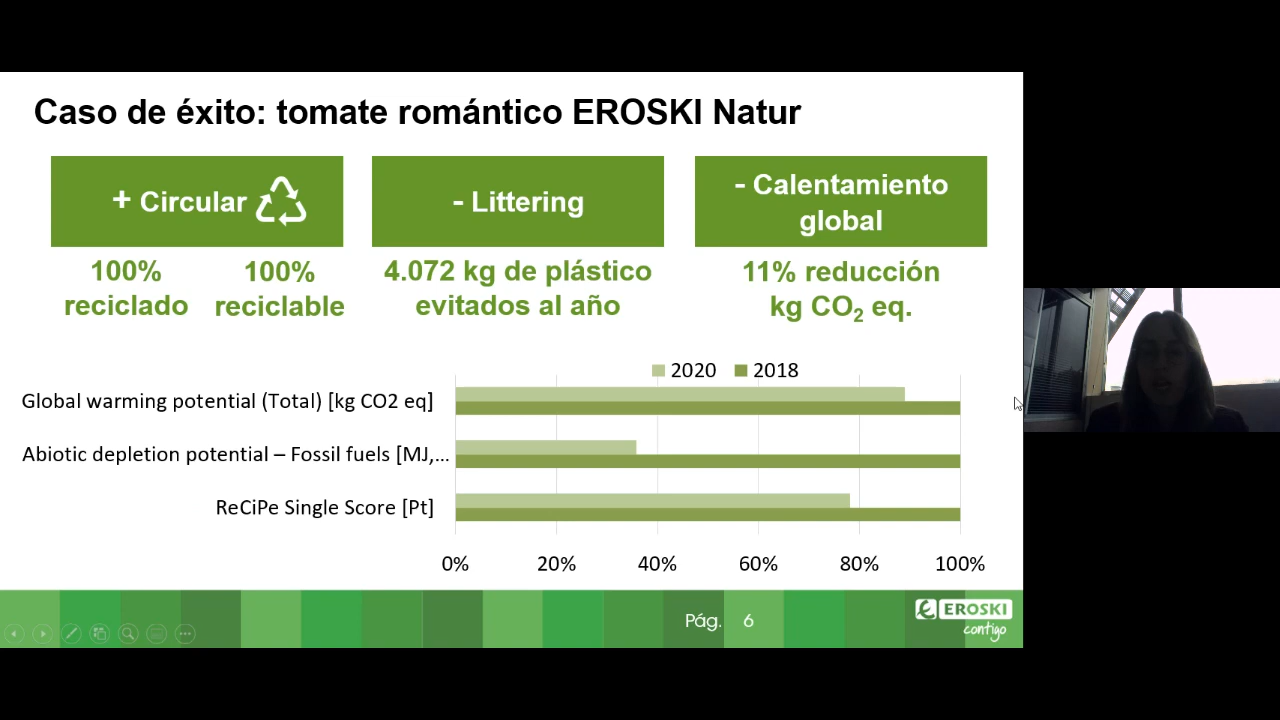 Caso de éxito: tomate romántico EROSKI Natur
+ Circular
- Littering
- Calentamiento
global
100%
reciclado
100%
reciclable
4.072 kg de plástico
evitados al año
11% reducción
kg CO₂ eq.
2020 2018
Global warming potential (Total) [kg CO2 eq]
Abiotic depletion potential – Fossil fuels [MJ,...
ReCiPe Single Score [Pt]
0% 20% 40% 60% 80% 100%
Pág. 6
EROSKI
contigo